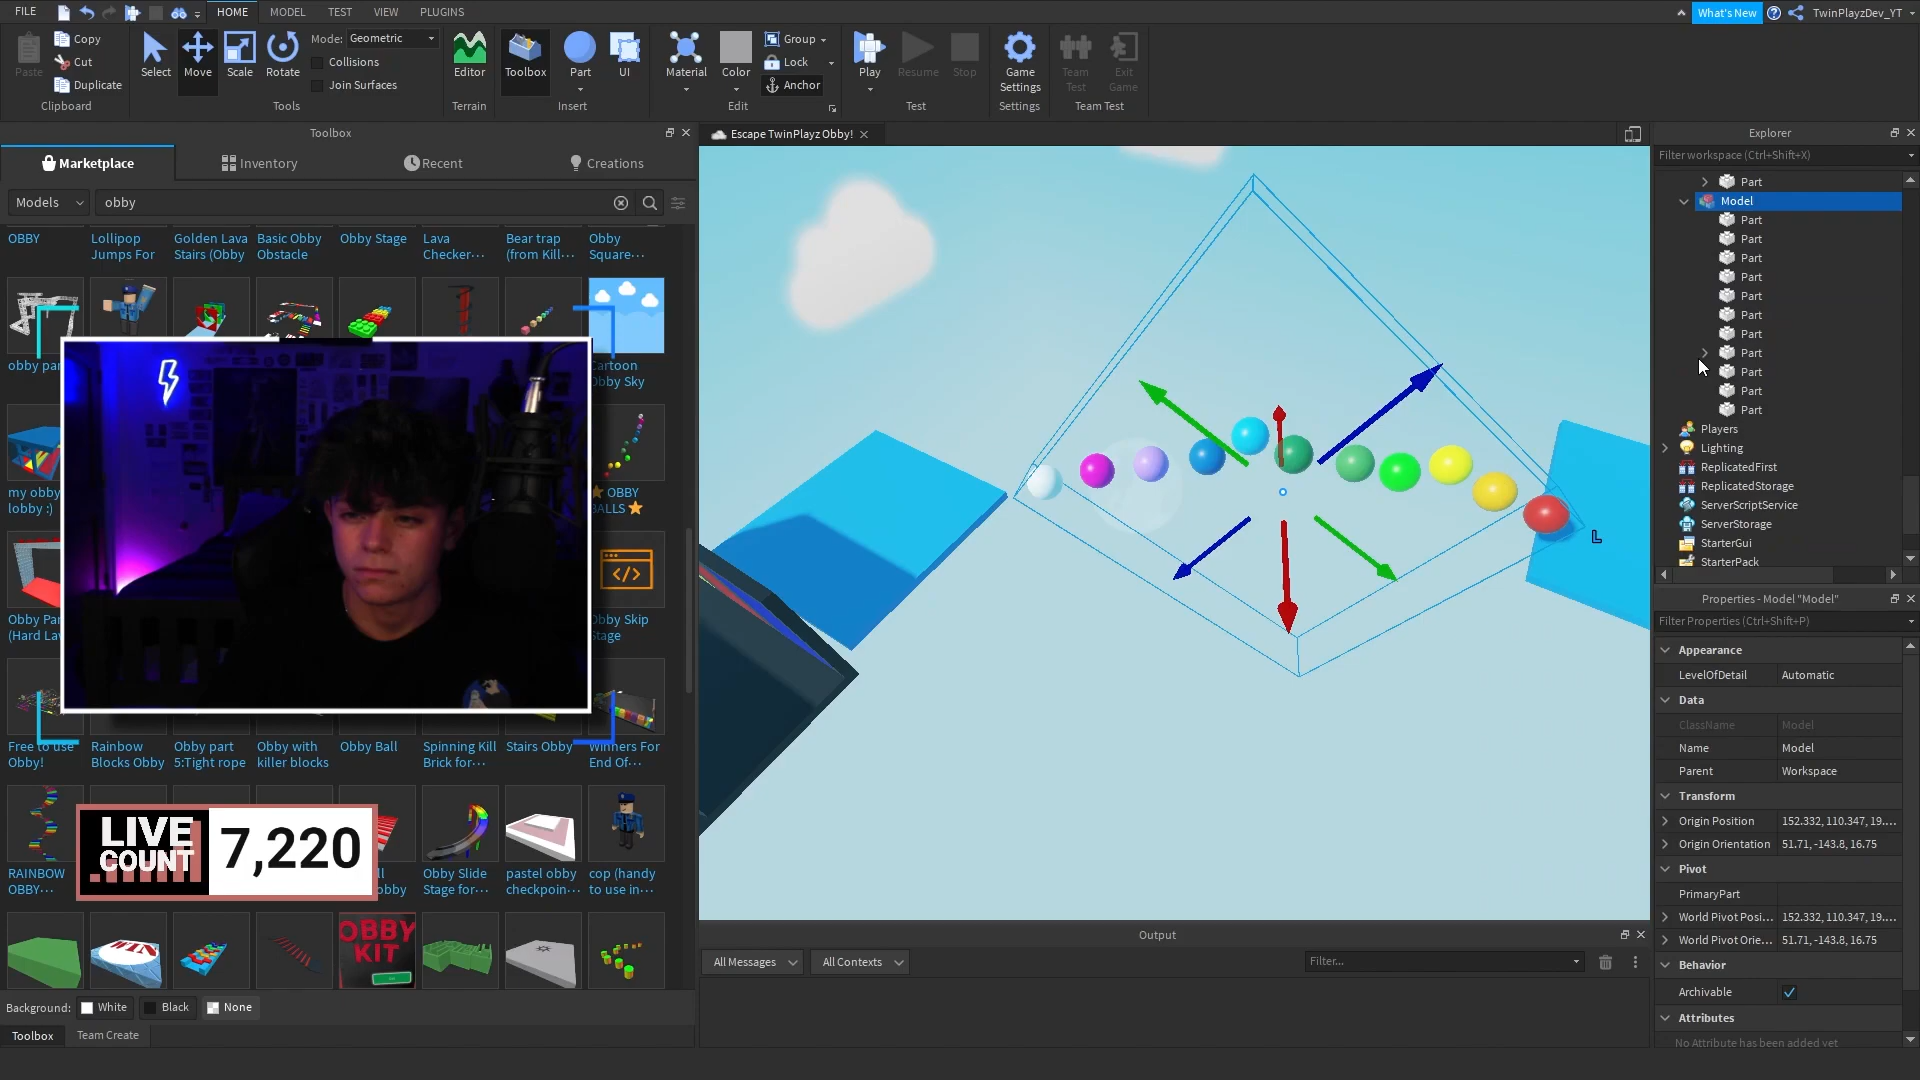 FILE
HOME
MODEL
TEST
VIEW
PLUGINS
What's New
TwinPlayzDev_YT
Paste
Copy
Cut
Duplicate
Clipboard
Select
Move
Scale
Rotate
Mode: Geometric
Collisions
Join Surfaces
Tools
Editor
Terrain
Toolbox
Part
UI
Insert
Material
Color
Group
Lock
Anchor
Edit
Play
Resume
Stop
Test
Game
Settings
Settings
Team
Test
Exit
Game
Team Test
Toolbox
Marketplace
Inventory
Recent
Creations
Models
obby
OBBY
Lollipop
Jumps For
Golden Lava
Stairs (Obby
Basic Obby
Obstacle
Obby Stage
Lava
Checker...
Bear trap
(from Kill...
Obby
Square...
obby par
Cartoon
Obby Sky
my obby
lobby :)
OBBY
BALLS
Obby Par
(Hard La
Obby Skip
Stage
Free to use
Obby!
Rainbow
Blocks Obby
Obby part
5:Tight rope
Obby with
killer blocks
Obby Ball
Spinning Kill
Brick for...
Stairs Obby
Winners For
End Of...
RAINBOW
OBBY...
LIVE
COUNT
7,220
ll
obby
Obby Slide
Stage for...
pastel obby
checkpoin...
cop (handy
to use in...
WIN
OBBY
KIT
Background:
White
Black
None
Toolbox
Team Create
Escape TwinPlayz Obby!
L
Output
All Messages
All Contexts
Filter...
Explorer
Filter workspace (Ctrl+Shift+X)
Part
Model
Part
Part
Part
Part
Part
Part
Part
Part
Part
Part
Part
Players
Lighting
ReplicatedFirst
ReplicatedStorage
ServerScriptService
ServerStorage
StarterGui
StarterPack
Properties - Model "Model"
Filter Properties (Ctrl+Shift+P)
Appearance
LevelOfDetail Automatic
Data
ClassName Model
Name Model
Parent Workspace
Transform
Origin Position 152.332, 110.347, 19....
Origin Orientation 51.71, -143.8, 16.75
Pivot
PrimaryPart
World Pivot Posi... 152.332, 110.347, 19....
World Pivot Orie... 51.71, -143.8, 16.75
Behavior
Archivable
Attributes
No Attribute has been added yet